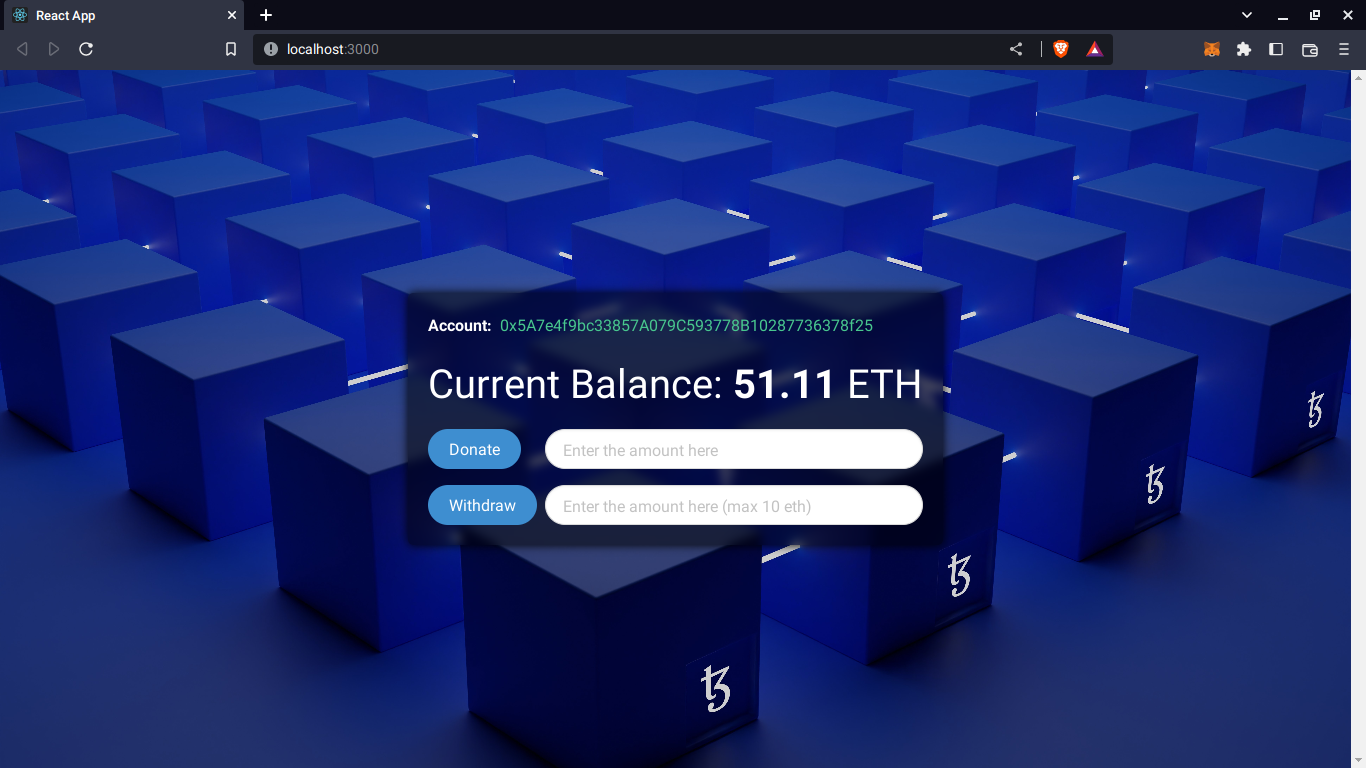 React App
localhost:3000
Account: 0x5A7e4f9bc33857A079C593778B10287736378f25
Current Balance: 51.11 ETH
Donate Enter the amount here
Withdraw Enter the amount here (max 10 eth)